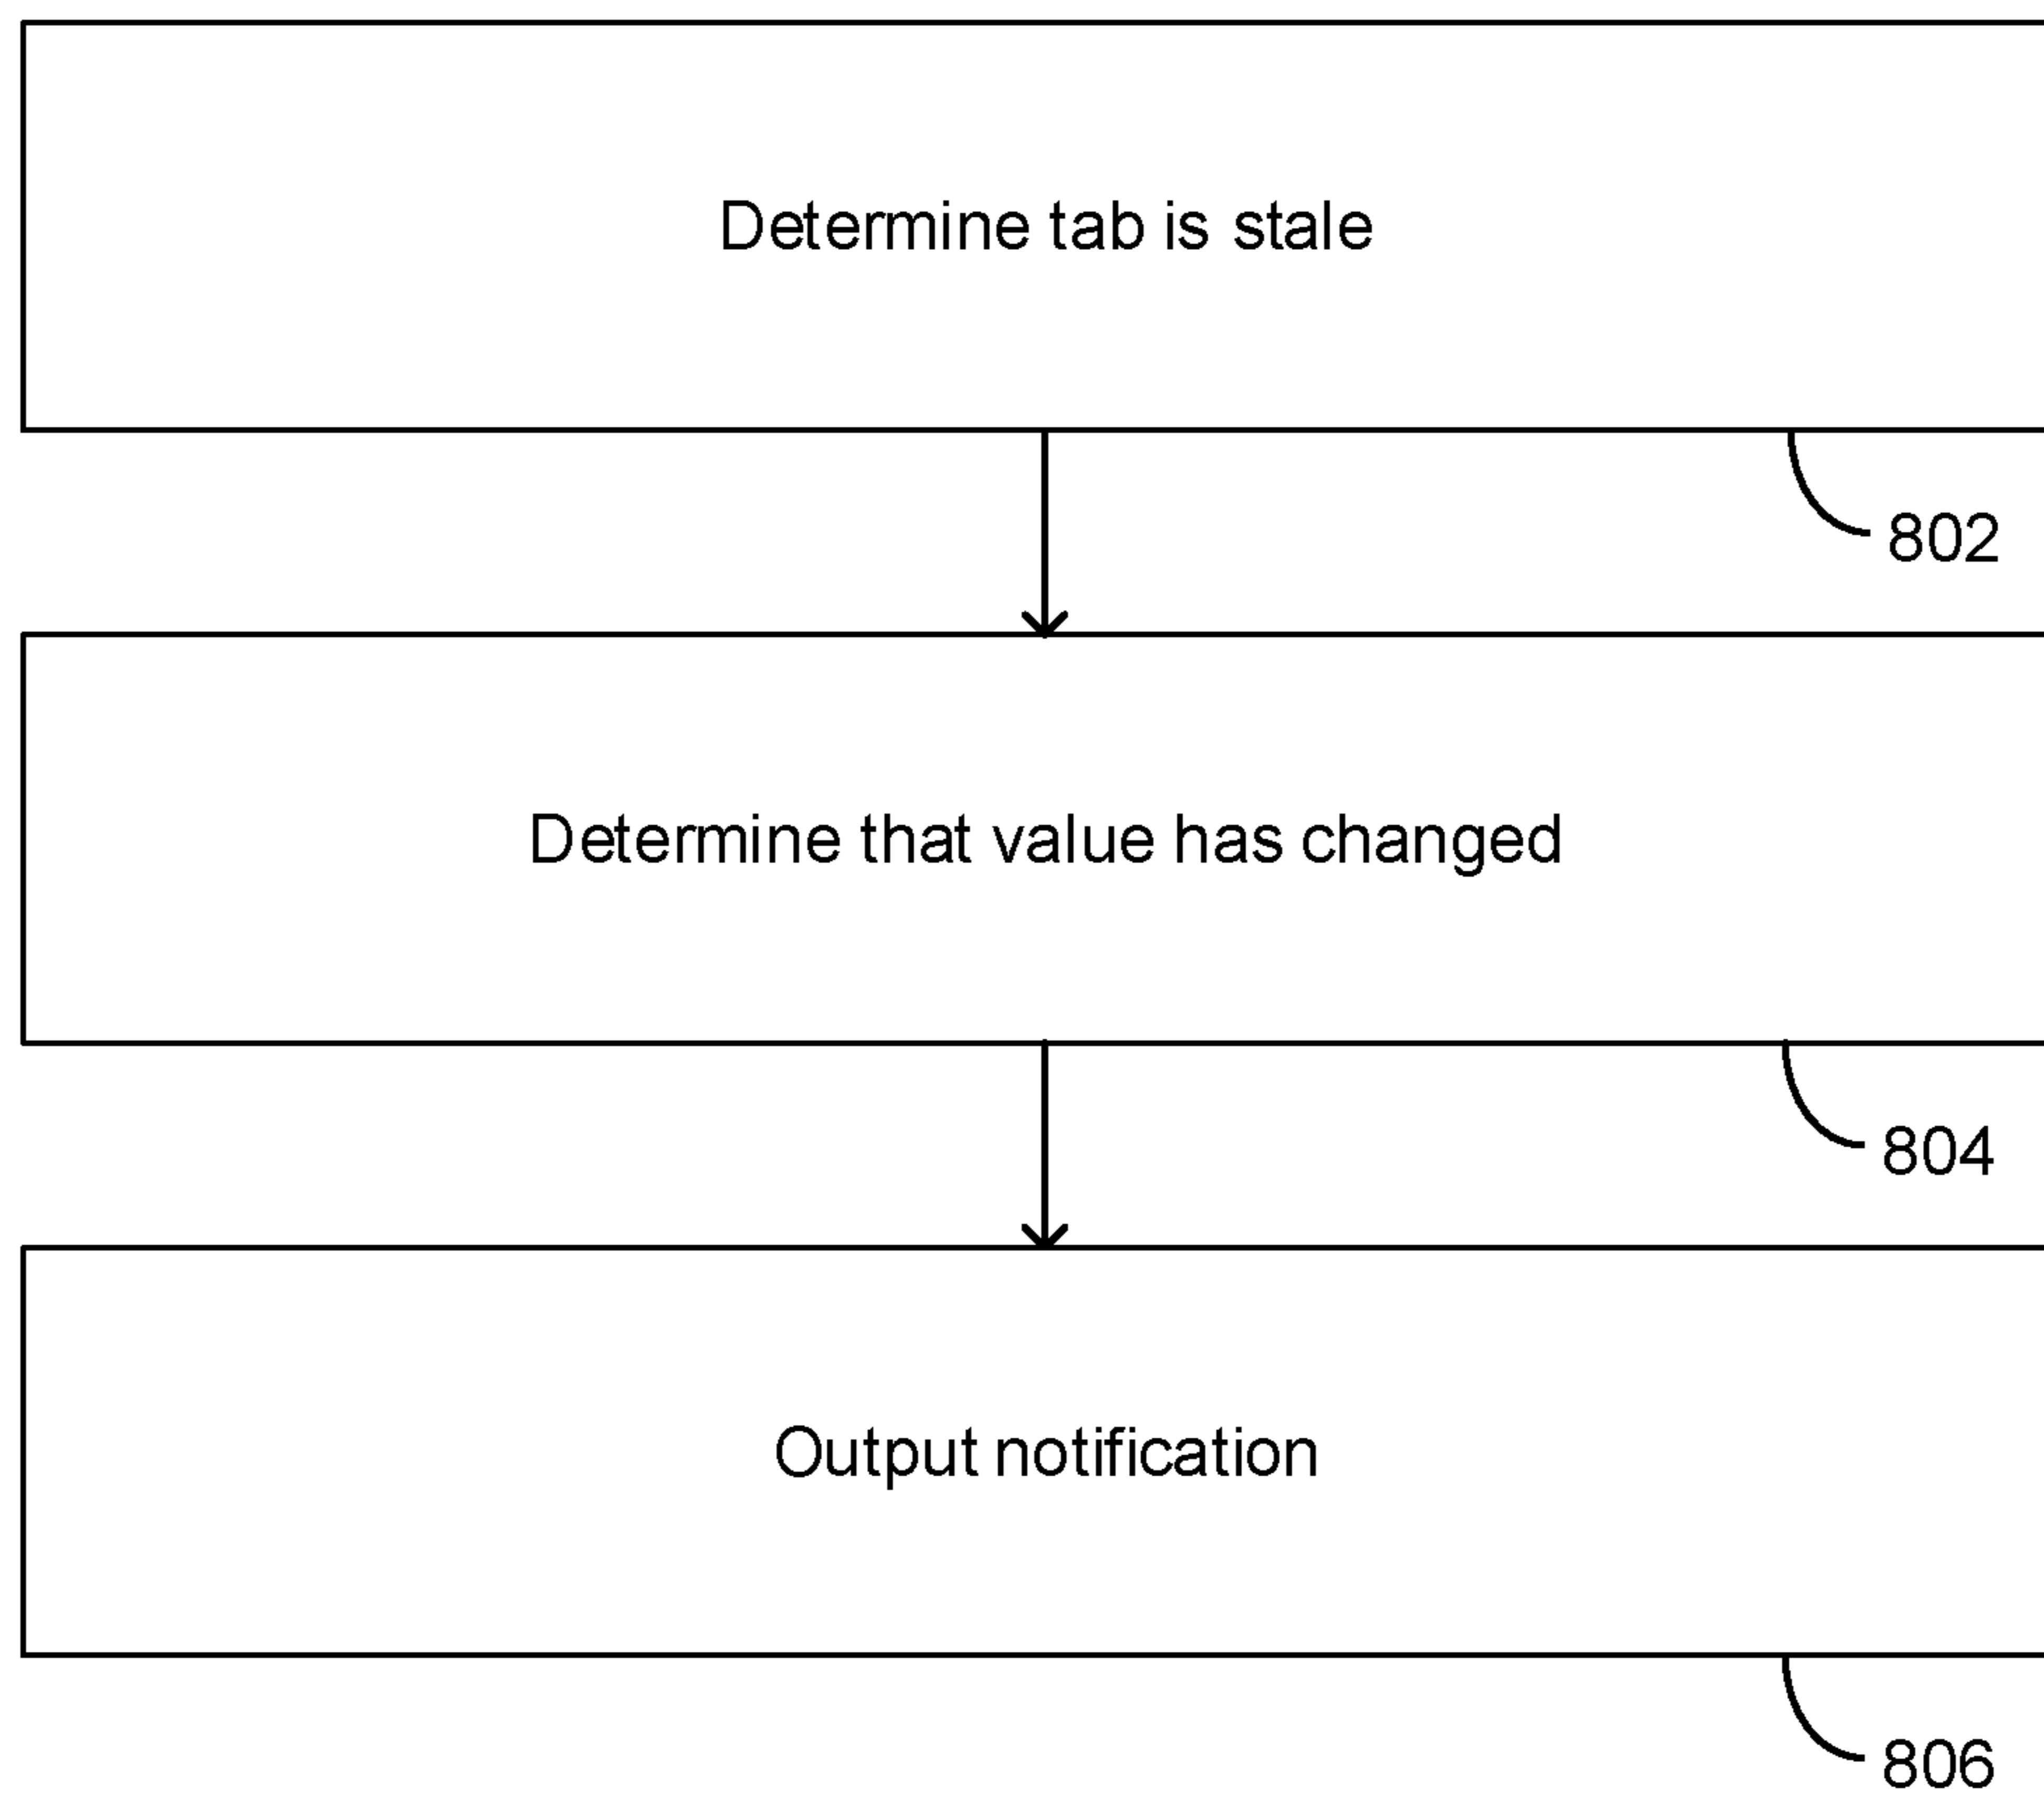 Determine tab is stale
802
Determine that value has changed
804
Output notification
806